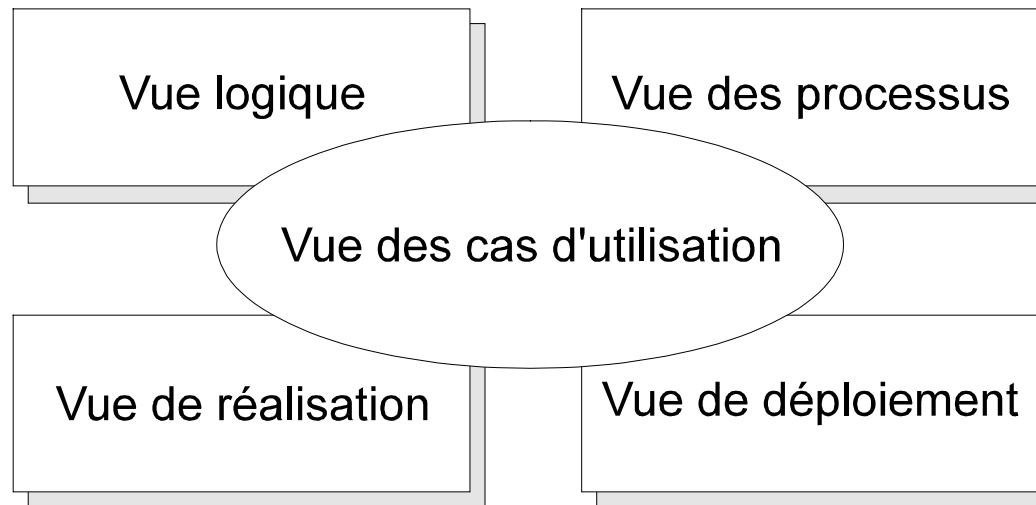 Vue logique
Vue des processus
Vue des cas d'utilisation
Vue de réalisation
Vue de déploiement